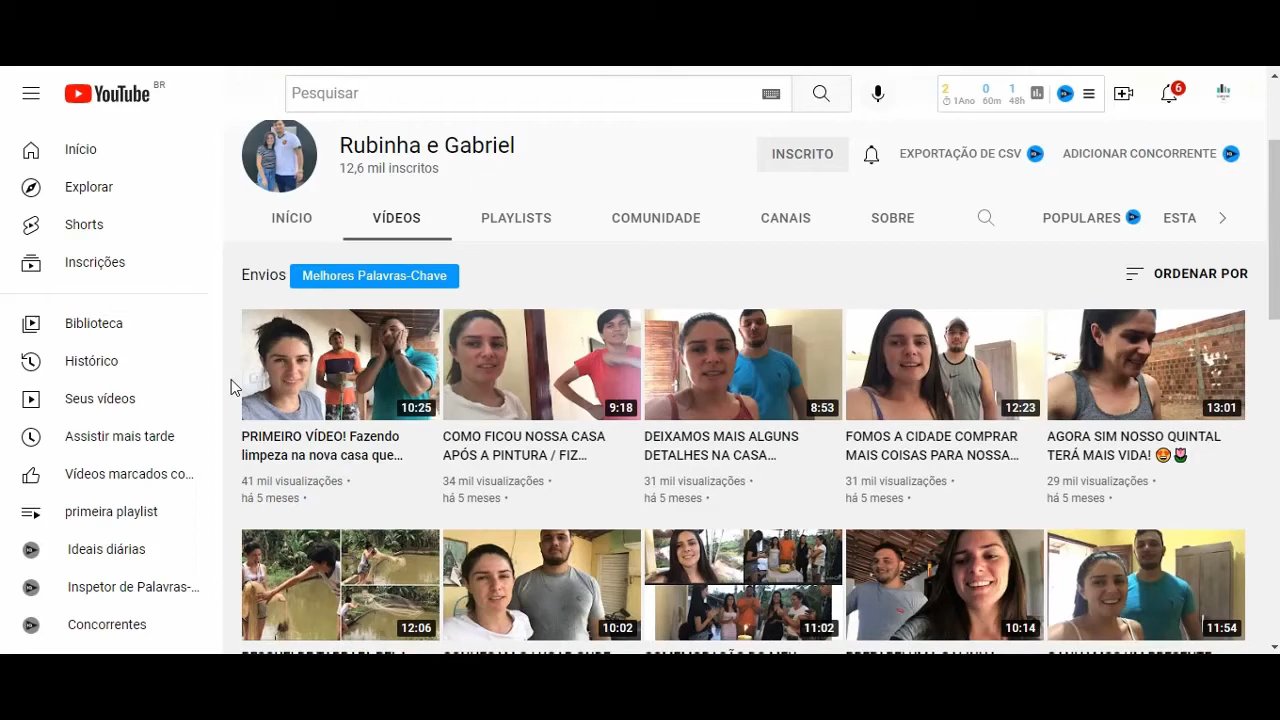 YouTube BR
Pesquisar
2 0 1
1Ano 60m 48h
6
Início
Explorar
Shorts
Inscrições
Biblioteca
Histórico
Seus vídeos
Assistir mais tarde
Vídeos marcados co...
primeira playlist
Ideais diárias
Inspetor de Palavras-...
Concorrentes
Rubinha e Gabriel
12,6 mil inscritos
INSCRITO
EXPORTAÇÃO DE CSV
ADICIONAR CONCORRENTE
INÍCIO VÍDEOS PLAYLISTS COMUNIDADE CANAIS SOBRE POPULARES ESTA
Envios Melhores Palavras-Chave
ORDENAR POR
10:25
PRIMEIRO VÍDEO! Fazendo
limpeza na nova casa que...
41 mil visualizações •
há 5 meses •
9:18
COMO FICOU NOSSA CASA
APÓS A PINTURA / FIZ...
34 mil visualizações •
há 5 meses •
8:53
DEIXAMOS MAIS ALGUNS
DETALHES NA CASA...
31 mil visualizações •
há 5 meses •
12:23
FOMOS A CIDADE COMPRAR
MAIS COISAS PARA NOSSA...
31 mil visualizações •
há 5 meses •
13:01
AGORA SIM NOSSO QUINTAL
TERÁ MAIS VIDA! 🤩🌷
29 mil visualizações •
há 5 meses •
12:06
10:02
11:02
10:14
11:54